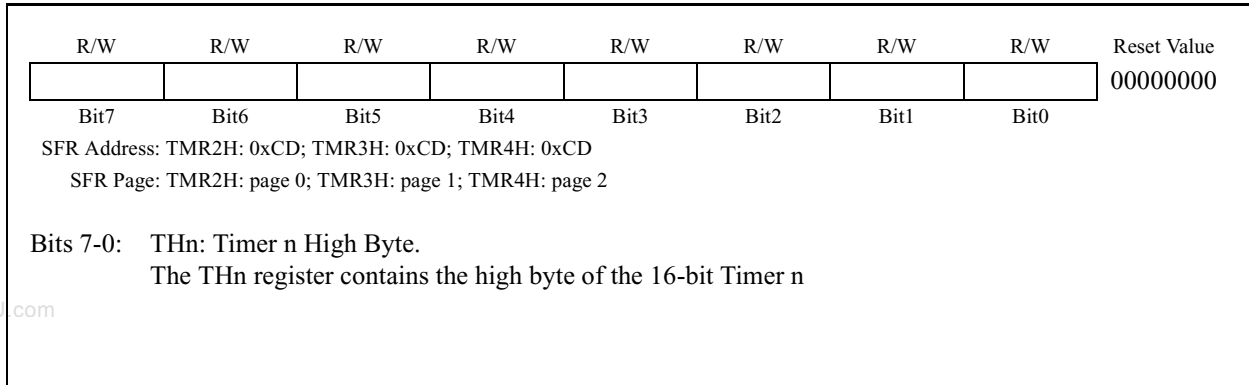 R/W R/W R/W R/W R/W R/W R/W R/W Reset Value
00000000
Bit7 Bit6 Bit5 Bit4 Bit3 Bit2 Bit1 Bit0
SFR Address: TMR2H: 0xCD; TMR3H: 0xCD; TMR4H: 0xCD
SFR Page: TMR2H: page 0; TMR3H: page 1; TMR4H: page 2
Bits 7-0: THn: Timer n High Byte.
The THn register contains the high byte of the 16-bit Timer n
.com